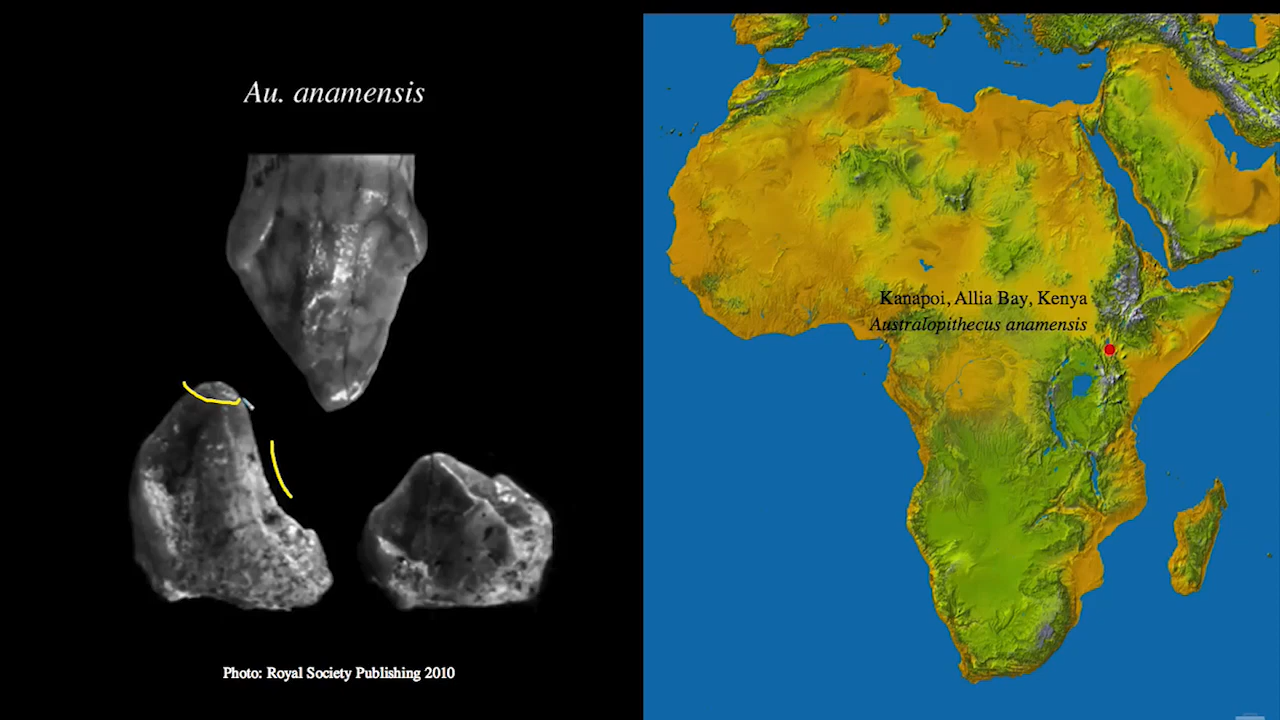 Au. anamensis
Photo: Royal Society Publishing 2010
Kanapoi, Allia Bay, Kenya
Australopithecus anamensis